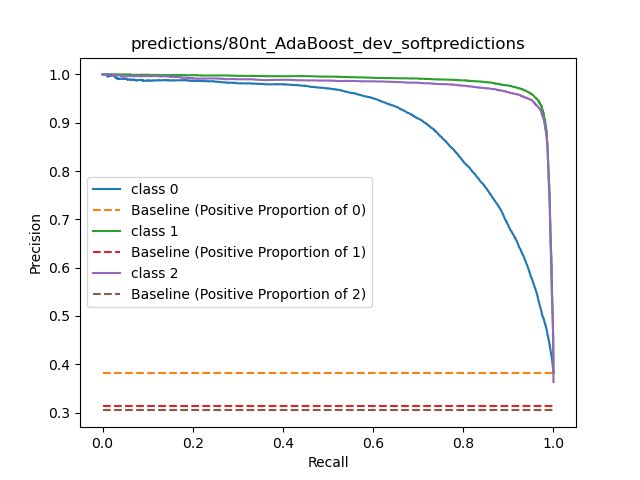 predictions/80nt_AdaBoost_dev_softpredictions
1.0
0.9
0.8
0.7
0.6
0.5
0.4
0.3
Precision
class 0
Baseline (Positive Proportion of 0)
class 1
Baseline (Positive Proportion of 1)
class 2
Baseline (Positive Proportion of 2)
0.0 0.2 0.4 0.6 0.8 1.0
Recall